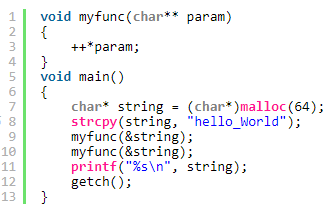 1 void myfunc(char** param)
2 {
3 ++*param;
4 }
5 void main()
6 {
7 char* string = (char*)malloc(64);
8 strcpy(string, "hello_World");
9 myfunc(&string);
10 myfunc(&string);
11 printf("%s\n", string);
12 getch();
13 }